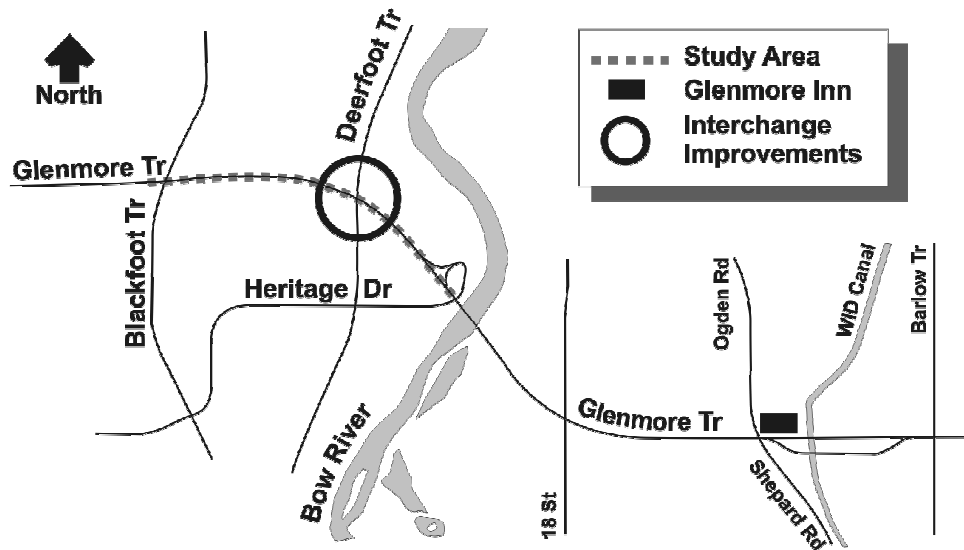 North
Deerfoot Tr
Study Area
Glenmore Inn
Interchange
Improvements
Glenmore Tr
Blackfoot Tr
Heritage Dr
Ogden Rd
WID Canal
Barlow Tr
Glenmore Tr
Bow River
18 St
Shepard Rd